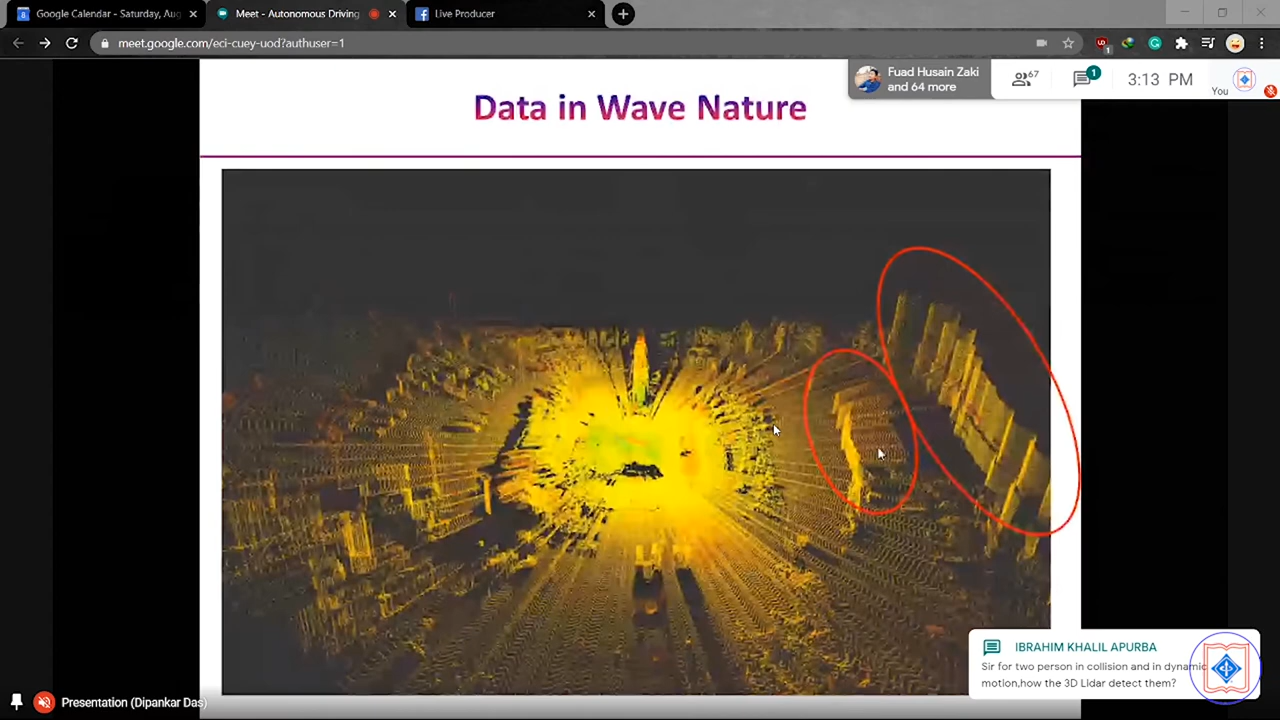 Google Calendar - Saturday, Aug
Meet - Autonomous Driving
Live Producer
meet.google.com/eci-cuey-uod?authuser=1
Fuad Husain Zaki
and 64 more
67
1
3:13 PM
You
Data in Wave Nature
IBRAHIM KHALIL APURBA
Sir for two person in collision and in dynamic
motion,how the 3D Lidar detect them?
Presentation (Dipankar Das)